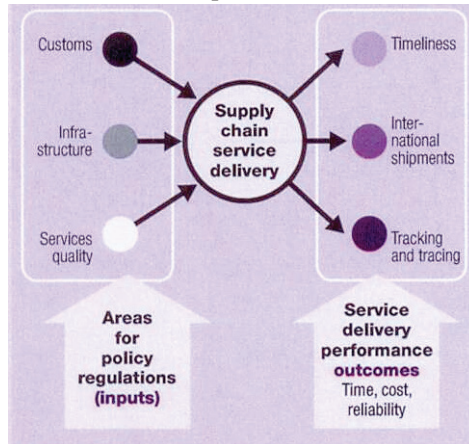 Customs
Infra-
structure
Services
quality
Supply
chain
service
delivery
Timeliness
Inter-
national
shipments
Tracking
and tracing
Areas
for
policy
regulations
(inputs)
Service
delivery
performance
outcomes
Time, cost,
reliability